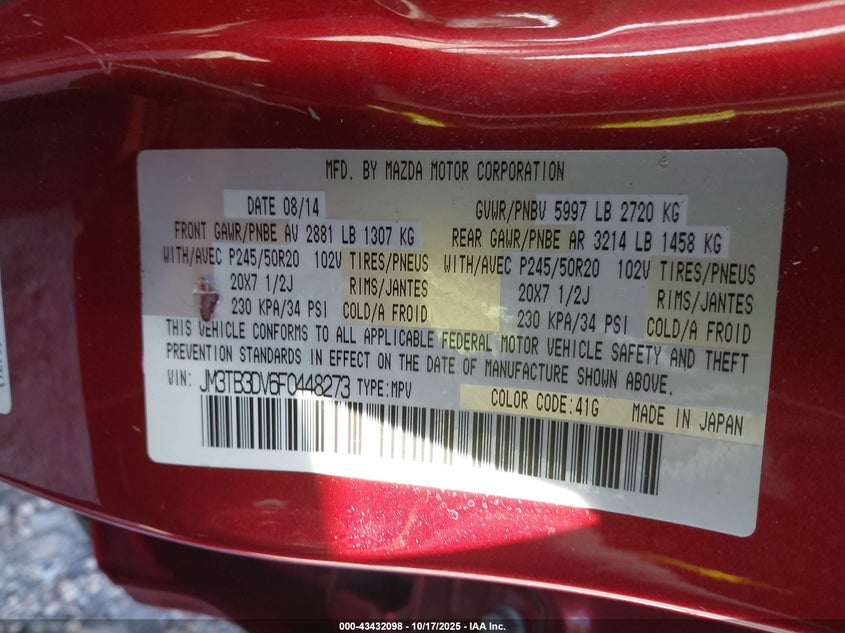 MFD. BY MAZDA MOTOR CORPORATION
DATE 08/14 GVWR/PNBV 5997 LB 2720 KG
FRONT GAWR/PNBE AV 2881 LB 1307 KG REAR GAWR/PNBE AR 3214 LB 1458 KG
WITH/AVEC P245/50R20 102V TIRES/PNEUS WITH/AVEC P245/50R20 102V TIRES/PNEUS
20X7 1/2J RIMS/JANTES 20X7 1/2J RIMS/JANTES
230 KPA/34 PSI COLD/A FROID 230 KPA/34 PSI COLD/A FROID
THIS VEHICLE CONFORMS TO ALL APPLICABLE FEDERAL MOTOR VEHICLE SAFETY AND THEFT
PREVENTION STANDARDS IN EFFECT ON THE DATE OF MANUFACTURE SHOWN ABOVE.
VIN: JM3TB3DV6F0448273 TYPE:MPV
COLOR CODE:41G MADE IN JAPAN
000-43432098 - 10/17/2025 - IAA Inc.